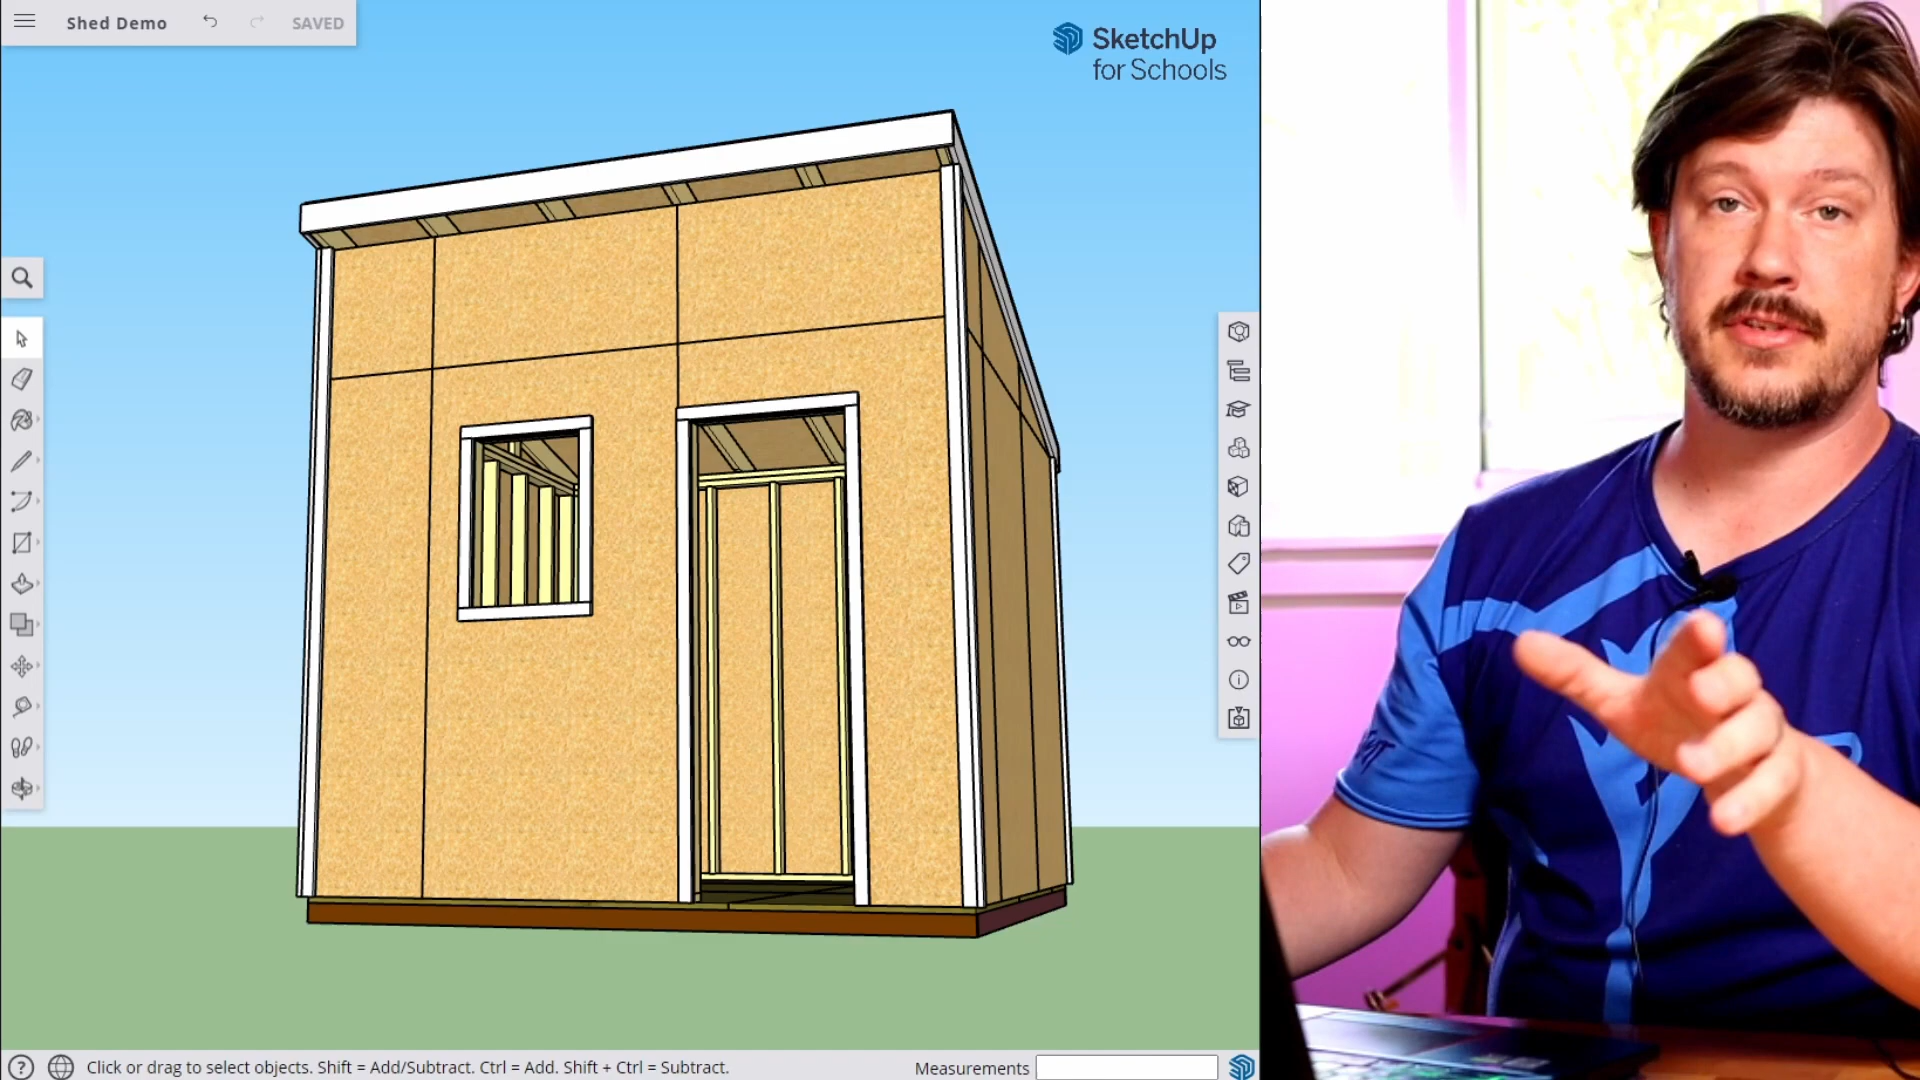 Shed Demo SAVED
SketchUp
for Schools
Click or drag to select objects. Shift = Add/Subtract. Ctrl = Add. Shift + Ctrl = Subtract.
Measurements